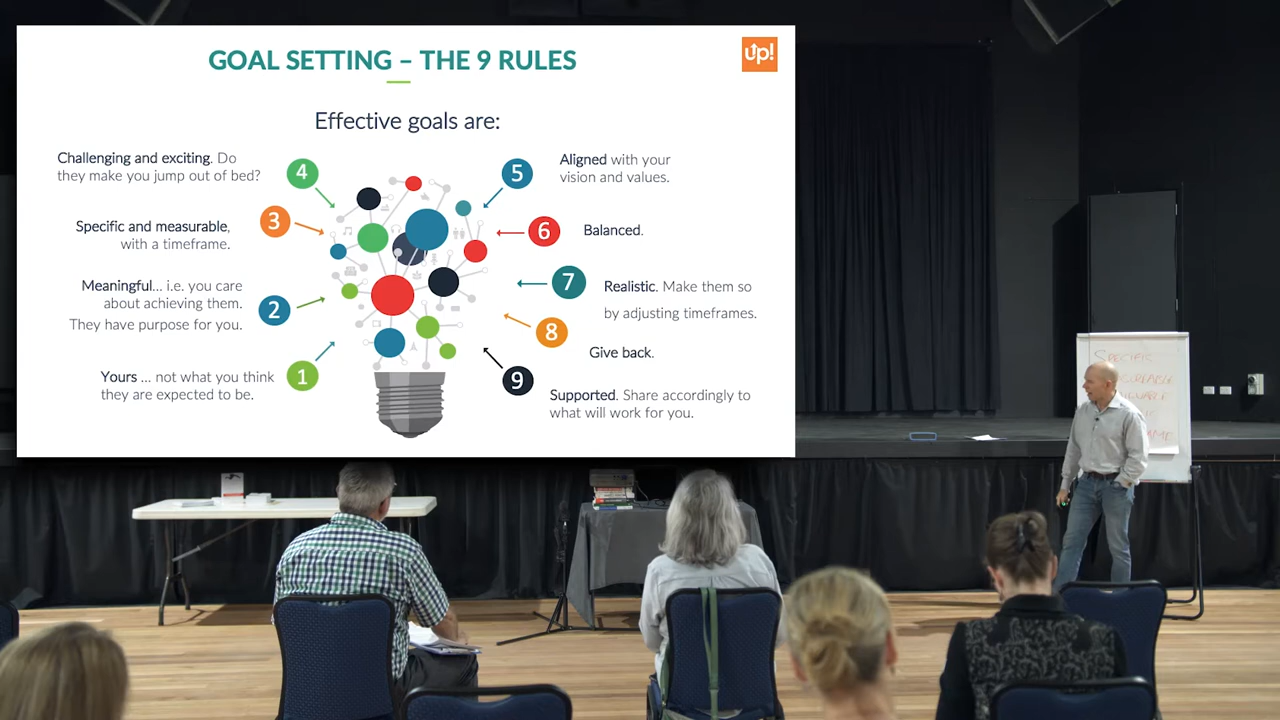 GOAL SETTING – THE 9 RULES
up!
Effective goals are:
Challenging and exciting. Do
they make you jump out of bed?
4
Specific and measurable,
with a timeframe.
3
Meaningful... i.e. you care
about achieving them.
They have purpose for you.
2
Yours ... not what you think
they are expected to be.
1
5
Aligned with your
vision and values.
6
Balanced.
7
Realistic. Make them so
by adjusting timeframes.
8
Give back.
9
Supported. Share accordingly to
what will work for you.
SPECIFIC